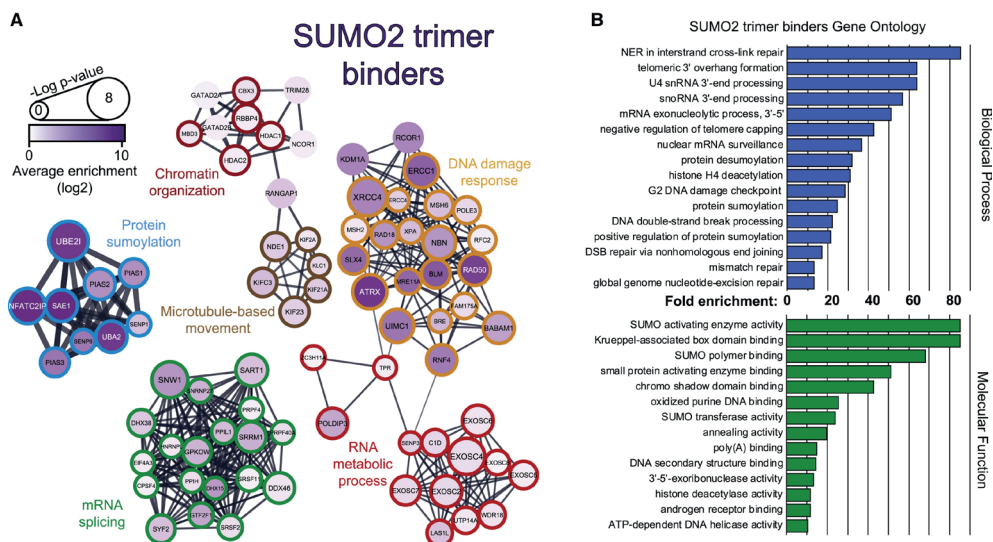 A
SUMO2 trimer
binders
-Log p-value
0
8
0
10
Average enrichment
(log2)
CBX3
TRIM28
GATAD2A
RBBP4
GATAD2B
MBD3
HDAC1
NCOR1
HDAC2
Chromatin
organization
RANGAP1
RCOR1
KDM1A
DNA damage
response
ERCC1
XRCC4
ERCC4
MSH6
POLE3
MSH2
RAD18
XPA
NBN
RFC2
SLX4
MRE11A
BLM
RAD50
ATRX
FAM175A
UIMC1
BRE
BABAM1
RNF4
Protein
sumoylation
UBE2I
PIAS1
PIAS2
NFATC2IP
SAE1
SENP1
UBA2
SENP6
PIAS3
NDE1
KIF2A
KLC1
KIFC3
KIF21A
KIF23
Microtubule-based
movement
ZC3H11A
TPR
POLDIP3
RNA
metabolic
process
SENP3
C1D
EXOSC6
EXOSC4
EXOSC5
EXOSC7
EXOSC2
UTP14A
WDR18
LAS1L
SNW1
SART1
SNRNP27
PRPF4
DHX38
PPIL1
SRRM1
PRPF40A
GPKOW
EIF4A3
CPSF4
PPIH
DHX15
SRSF11
DDX46
GTF2F1
SYF2
SRSF2
mRNA
splicing
B
SUMO2 trimer binders Gene Ontology
NER in interstrand cross-link repair
telomeric 3' overhang formation
U4 snRNA 3'-end processing
snoRNA 3'-end processing
mRNA exonucleolytic process, 3'-5'
negative regulation of telomere capping
nuclear mRNA surveillance
protein desumoylation
histone H4 deacetylation
G2 DNA damage checkpoint
protein sumoylation
DNA double-strand break processing
positive regulation of protein sumoylation
DSB repair via nonhomologous end joining
mismatch repair
global genome nucleotide-excision repair
Biological Process
Fold enrichment: 0 20 40 60 80
SUMO activating enzyme activity
Krueppel-associated box domain binding
SUMO polymer binding
small protein activating enzyme binding
chromo shadow domain binding
oxidized purine DNA binding
SUMO transferase activity
annealing activity
poly(A) binding
DNA secondary structure binding
3'-5'-exoribonuclease activity
histone deacetylase activity
androgen receptor binding
ATP-dependent DNA helicase activity
Molecular Function